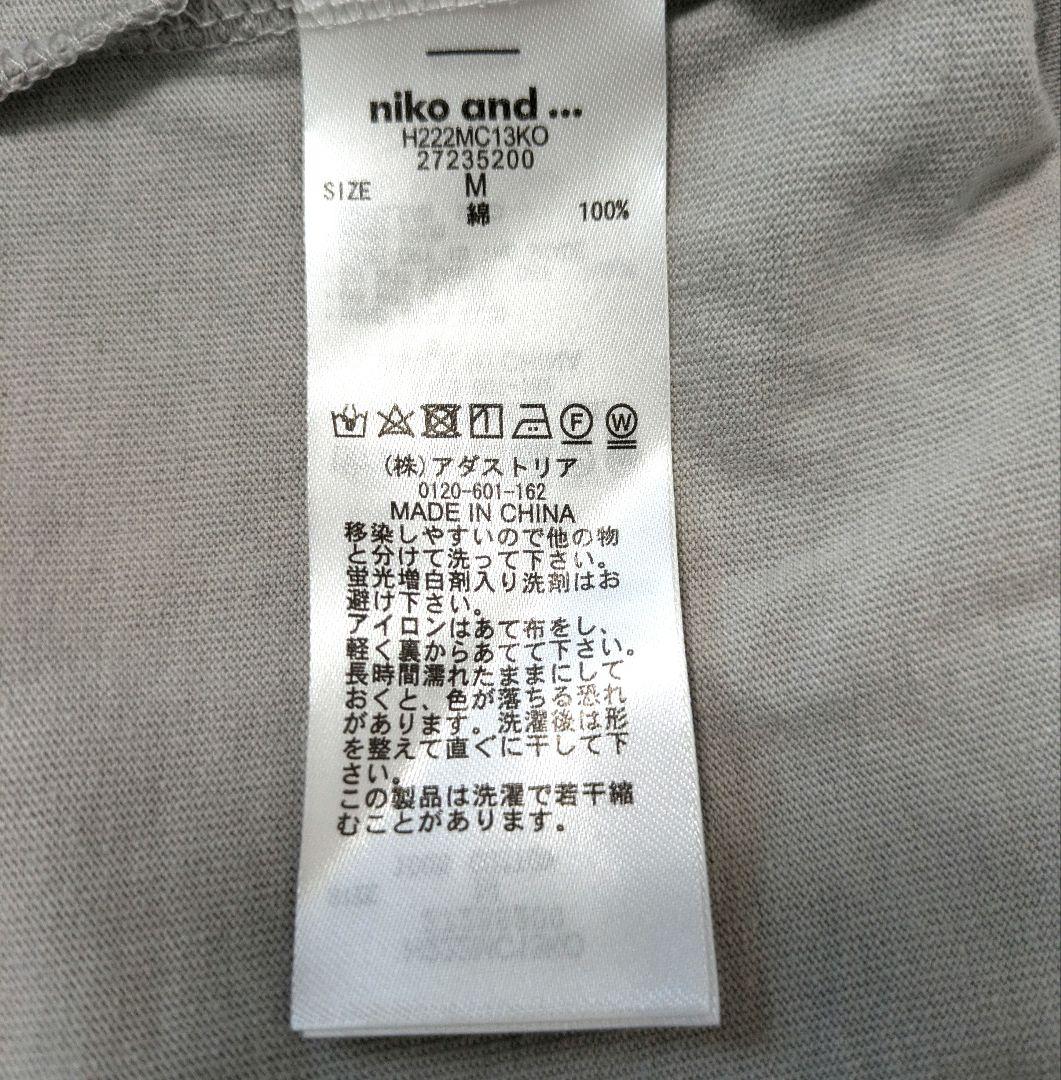 niko and ...
H222MC13KO
27235200
SIZE M
綿 100%
F W
(株)アダストリア
0120-601-162
MADE IN CHINA
移染しやすいので他の物
と分けて洗って下さい。
蛍光増白剤入り洗剤はお
避け下さい。
アイロンはあて布をし、
軽く裏からあてて下さい。
長時間濡れたままにして
おくと、色が落ちる恐れ
があります。洗濯後は形
を整えて直ぐに干して下
さい。
この製品は洗濯で若干縮
むことがあります。